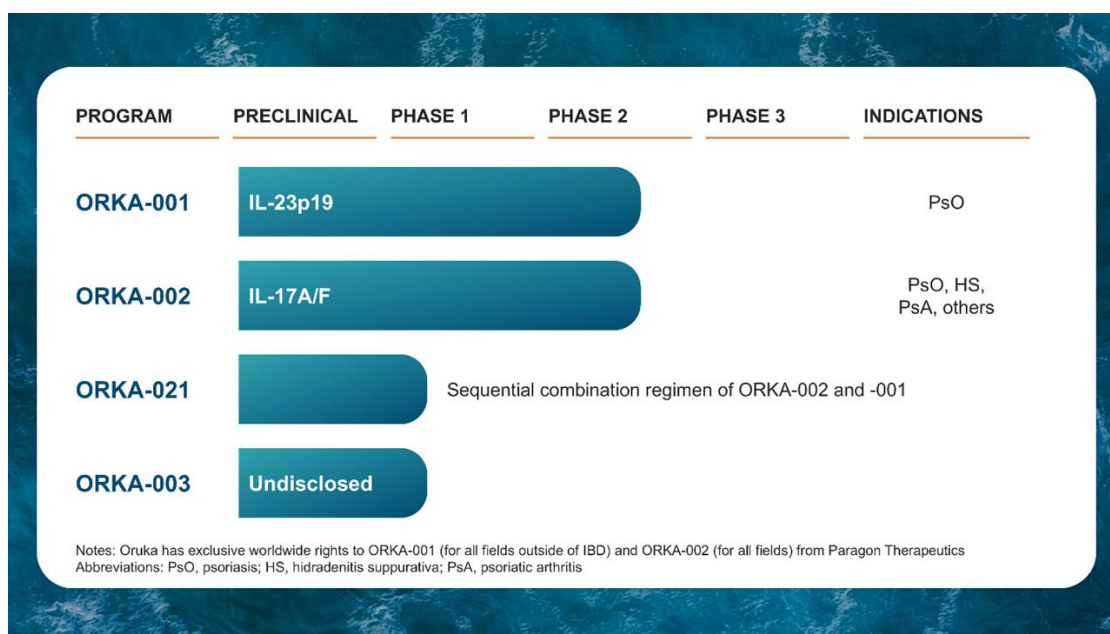 PROGRAM PRECLINICAL PHASE 1 PHASE 2 PHASE 3 INDICATIONS
ORKA-001 IL-23p19 PsO
ORKA-002 IL-17A/F PsO, HS,
PsA, others
ORKA-021 Sequential combination regimen of ORKA-002 and -001
ORKA-003 Undisclosed
Notes: Oruka has exclusive worldwide rights to ORKA-001 (for all fields outside of IBD) and ORKA-002 (for all fields) from Paragon Therapeutics
Abbreviations: PsO, psoriasis; HS, hidradenitis suppurativa; PsA, psoriatic arthritis